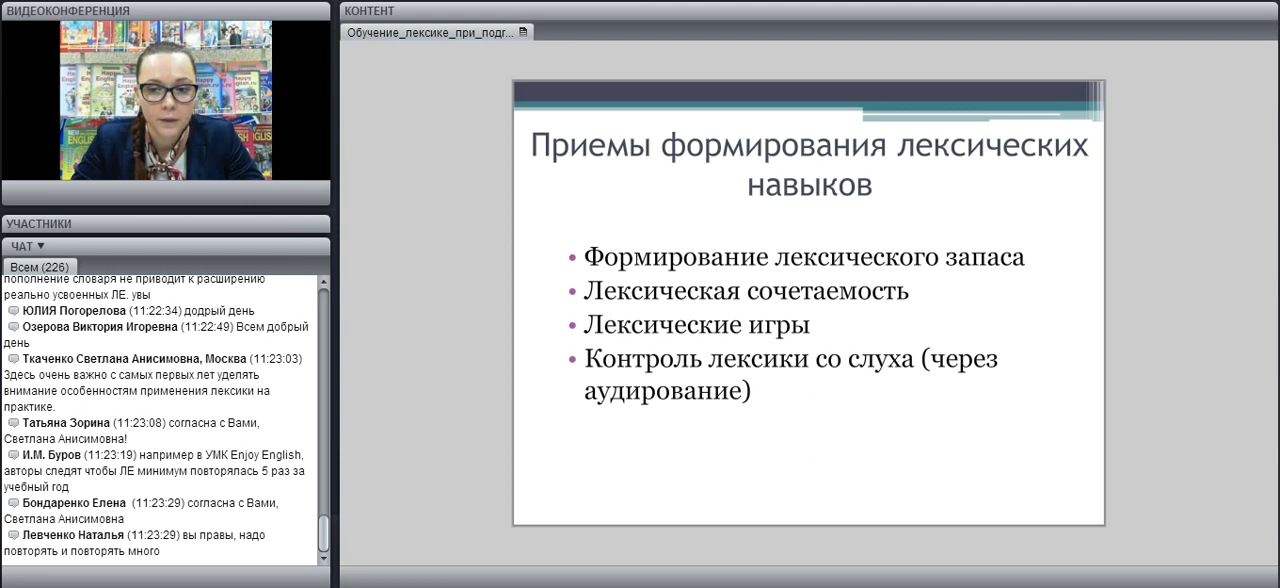 ВИДЕОКОНФЕРЕНЦИЯ
УЧАСТНИКИ
ЧАТ
Всем (226)
пополнение словаря не приводит к расширению
реально усвоенных ЛЕ. увы
ЮЛИЯ Погорелова (11:22:34) додрый день
Озерова Виктория Игоревна (11:22:49) Всем добрый
день
Ткаченко Светлана Анисимовна, Москва (11:23:03)
Здесь очень важно с самых первых лет уделять
внимание особенностям применения лексики на
практике.
Татьяна Зорина (11:23:08) согласна с Вами,
Светлана Анисимовна!
И.М. Буров (11:23:19) например в УМК Enjoy English,
авторы следят чтобы ЛЕ минимум повторялась 5 раз за
учебный год
Бондаренко Елена (11:23:29) согласна с Вами,
Светлана Анисимовна
Левченко Наталья (11:23:29) вы правы, надо
повторять и повторять много
КОНТЕНТ
Обучение_лексике_при_подг...
Приемы формирования лексических
навыков
• Формирование лексического запаса
• Лексическая сочетаемость
• Лексические игры
• Контроль лексики со слуха (через
аудирование)